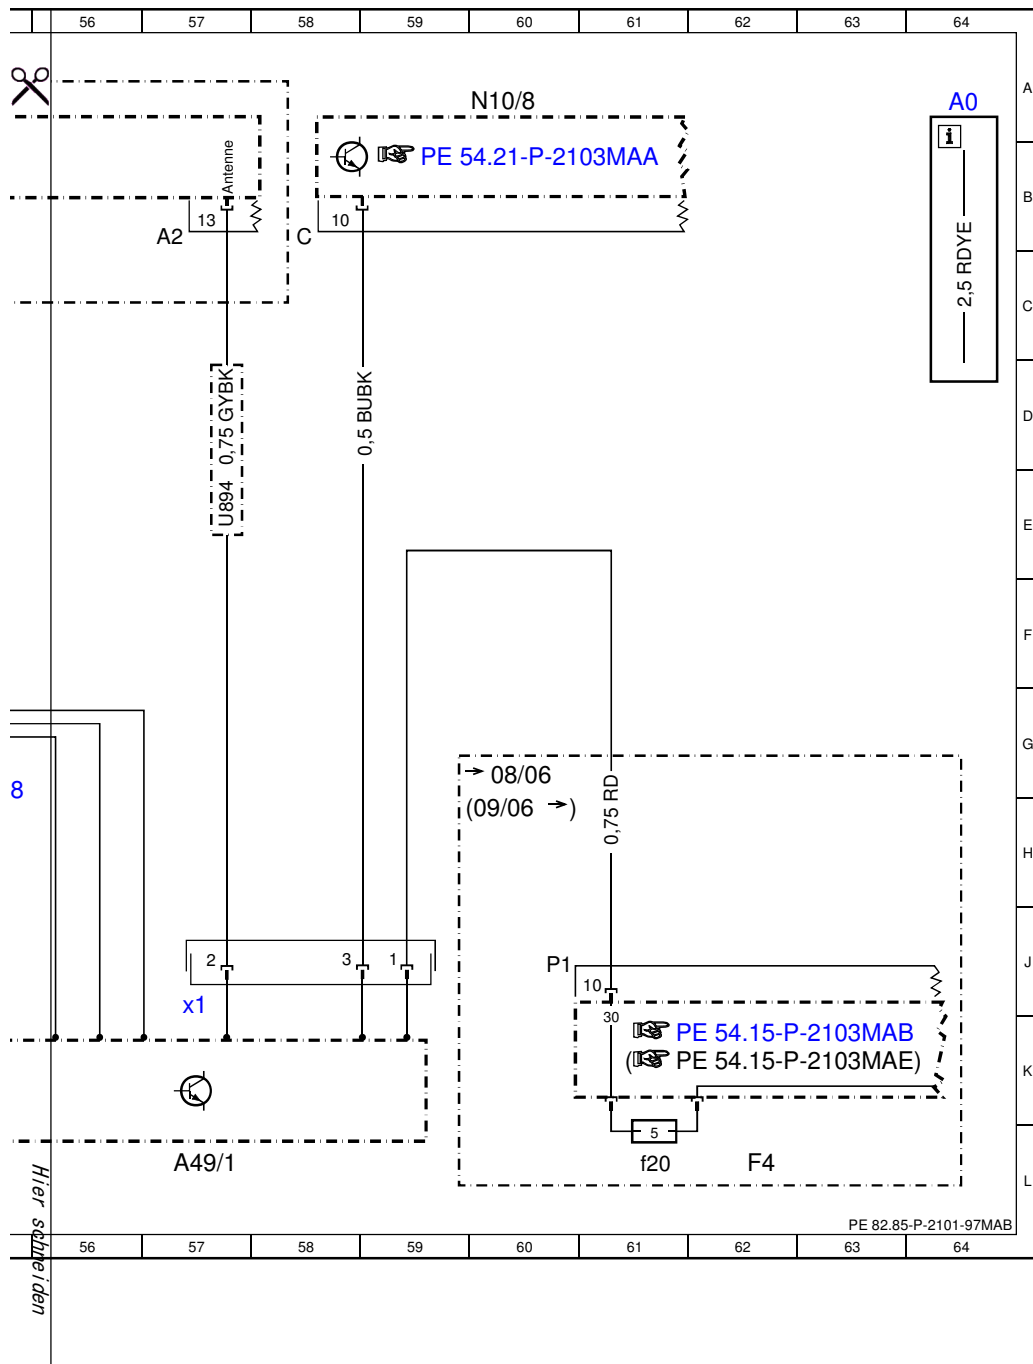 56 57 58 59 60 61 62 63 64
A
N10/8
A0
i
PE 54.21-P-2103MAA
Antenne
B
13
10
A2
C
2,5 RDYE
C
U894 0,75 GYBK
0,5 BUBK
D
E
F
G
→ 08/06
8
(09/06 →)
0,75 RD
H
2
3
1
P1
J
10
x1
30
PE 54.15-P-2103MAB
(PE 54.15-P-2103MAE)
K
5
A49/1
f20
F4
L
Hier schneiden
PE 82.85-P-2101-97MAB
56 57 58 59 60 61 62 63 64